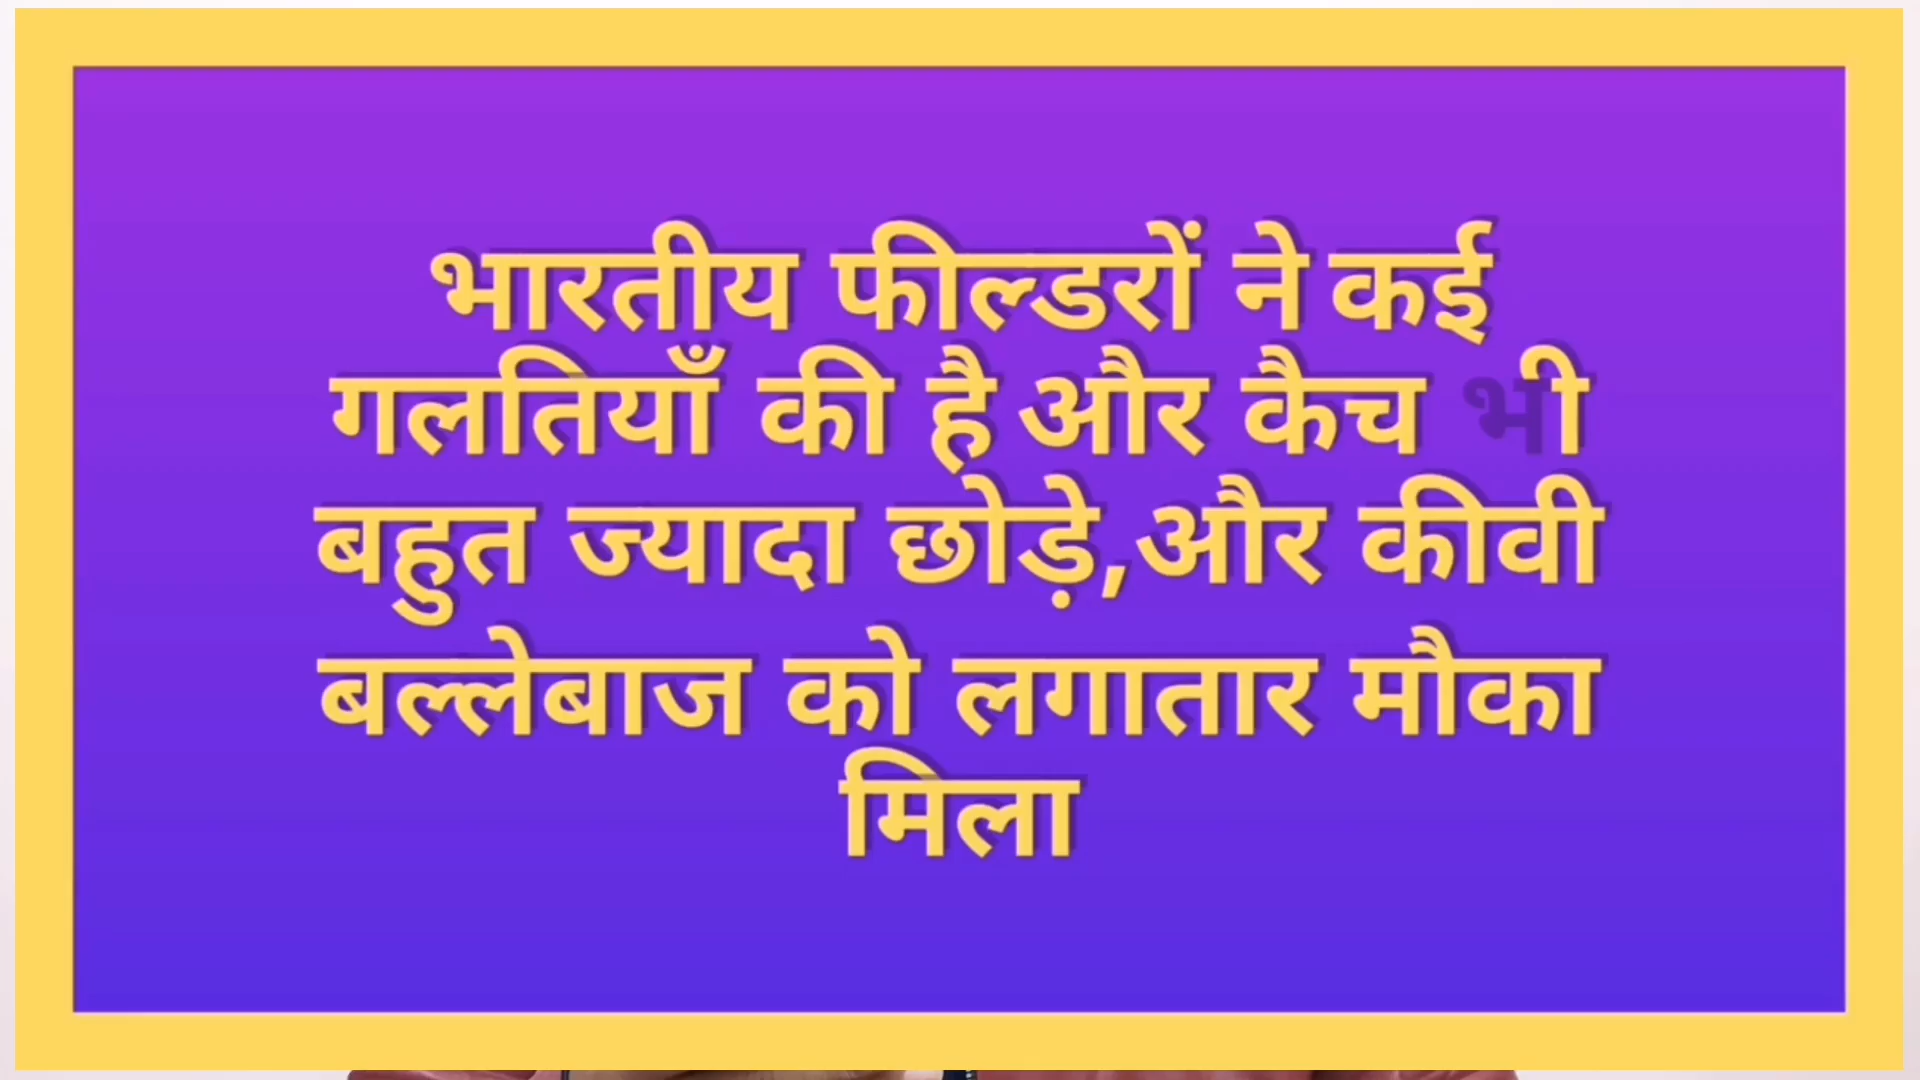 भारतीय फील्डरों ने कई
गलतियाँ की है और कैच भी
बहुत ज्यादा छोड़े,और कीवी
बल्लेबाज को लगातार मौका
मिला